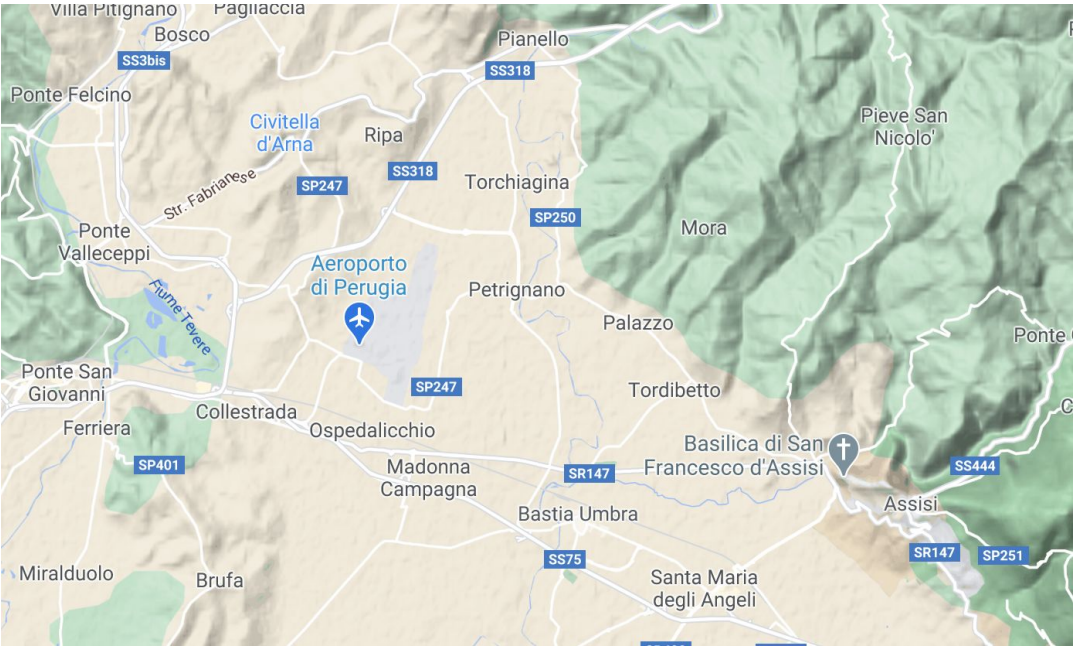 Villa Pitignano
Pagliaccia
Bosco
Pianello
SS3bis
SS318
Ponte Felcino
Civitella
d'Arna
Ripa
Pieve San
Nicolo'
SS318
SP247
Torchiagina
Str. Fabrianese
SP250
Mora
Ponte
Valleceppi
Aeroporto
di Perugia
Petrignano
Fiume Tevere
Palazzo
Ponte
Ponte San
Giovanni
SP247
Tordibetto
Collestrada
Ferriera
Ospedalicchio
Basilica di San
Francesco d'Assisi
SP401
Madonna
Campagna
SR147
SS444
Assisi
Bastia Umbra
SS75
SR147
SP251
Miralduolo
Brufa
Santa Maria
degli Angeli